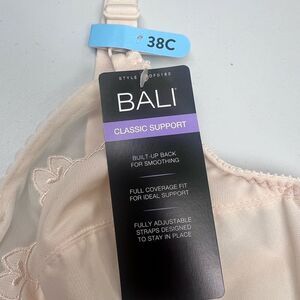 38C
STYLE
BALI
CLASSIC SUPPORT
BUILT-UP BACK
FOR SMOOTHING
FULL COVERAGE FIT
FOR IDEAL SUPPORT
FULLY ADJUSTABLE
STRAPS DESIGNED
TO STAY IN PLACE